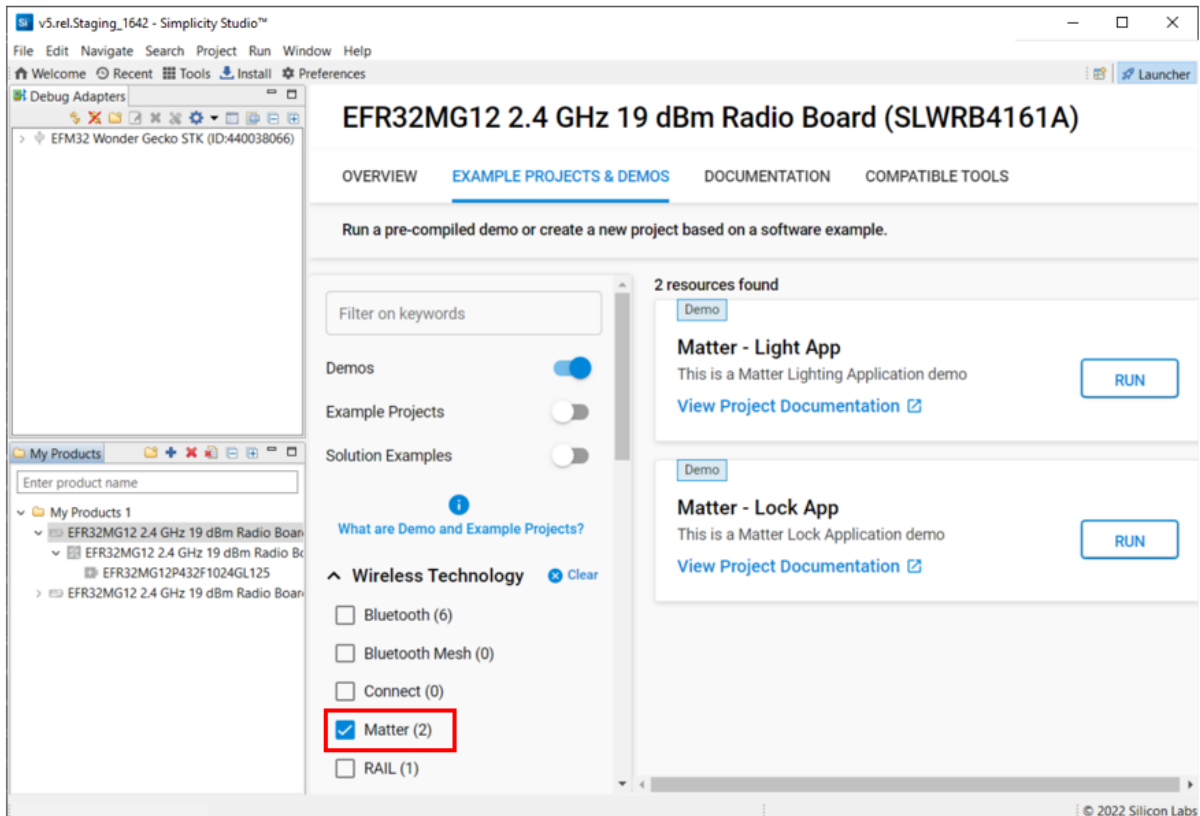 Si v5.rel.Staging_1642 - Simplicity Studio™
File Edit Navigate Search Project Run Window Help
Welcome Recent Tools Install Preferences
Launcher
Debug Adapters
EFM32 Wonder Gecko STK (ID:440038066)
EFR32MG12 2.4 GHz 19 dBm Radio Board (SLWRB4161A)
OVERVIEW EXAMPLE PROJECTS & DEMOS DOCUMENTATION COMPATIBLE TOOLS
Run a pre-compiled demo or create a new project based on a software example.
My Products
Enter product name
My Products 1
EFR32MG12 2.4 GHz 19 dBm Radio Boar
EFR32MG12 2.4 GHz 19 dBm Radio Bo
EFR32MG12P432F1024GL125
EFR32MG12 2.4 GHz 19 dBm Radio Boar
Filter on keywords
Demos
Example Projects
Solution Examples
What are Demo and Example Projects?
Wireless Technology Clear
Bluetooth (6)
Bluetooth Mesh (0)
Connect (0)
Matter (2)
RAIL (1)
2 resources found
Demo
Matter - Light App
This is a Matter Lighting Application demo
View Project Documentation
RUN
Demo
Matter - Lock App
This is a Matter Lock Application demo
View Project Documentation
RUN
© 2022 Silicon Labs